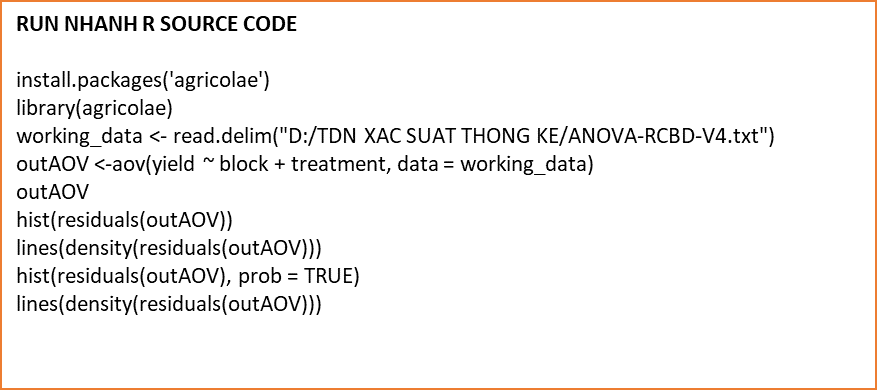 RUN NHANH R SOURCE CODE
install.packages('agricolae')
library(agricolae)
working_data <- read.delim("D:/TDN XAC SUAT THONG KE/ANOVA-RCBD-V4.txt")
outAOV <-aov(yield ~ block + treatment, data = working_data)
outAOV
hist(residuals(outAOV))
lines(density(residuals(outAOV)))
hist(residuals(outAOV), prob = TRUE)
lines(density(residuals(outAOV)))